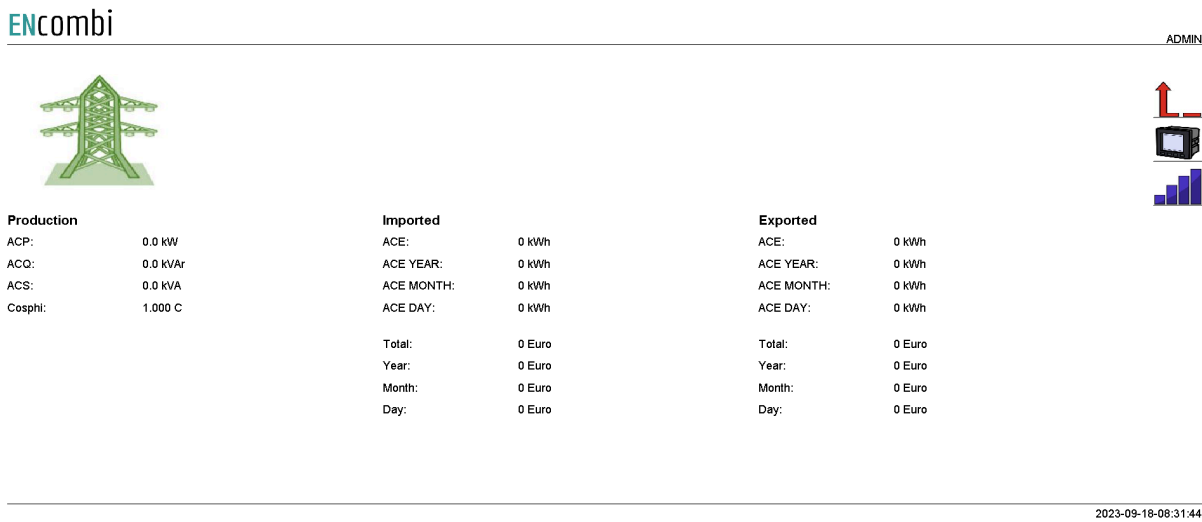 ENcombi
ADMIN
Production Imported Exported
ACP: 0.0 kW ACE: 0 kWh ACE: 0 kWh
ACQ: 0.0 kVAr ACE YEAR: 0 kWh ACE YEAR: 0 kWh
ACS: 0.0 kVA ACE MONTH: 0 kWh ACE MONTH: 0 kWh
Cosphi: 1.000 C ACE DAY: 0 kWh ACE DAY: 0 kWh
Total: 0 Euro Total: 0 Euro
Year: 0 Euro Year: 0 Euro
Month: 0 Euro Month: 0 Euro
Day: 0 Euro Day: 0 Euro
2023-09-18-08:31:44